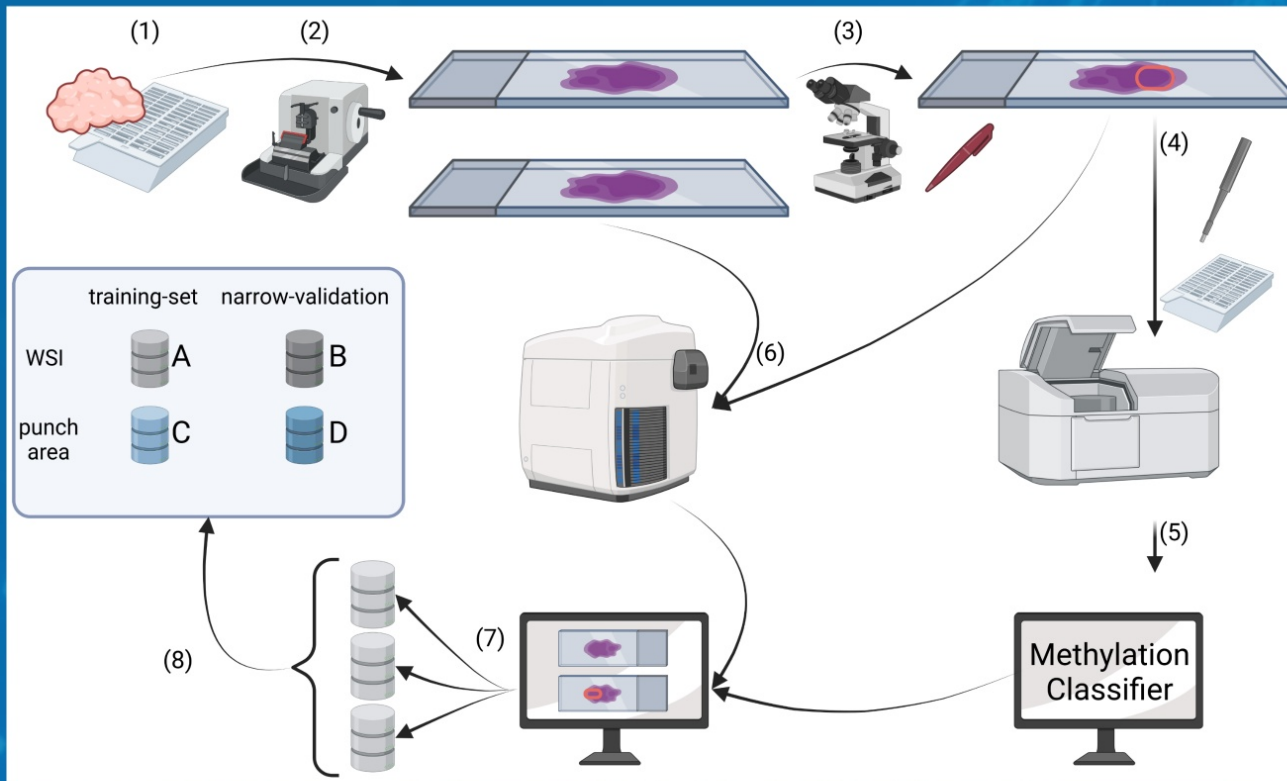 (1)
(2)
(3)
(4)
training-set narrow-validation
WSI A B
punch
area C D
(6)
(5)
(7)
(8)
Methylation
Classifier